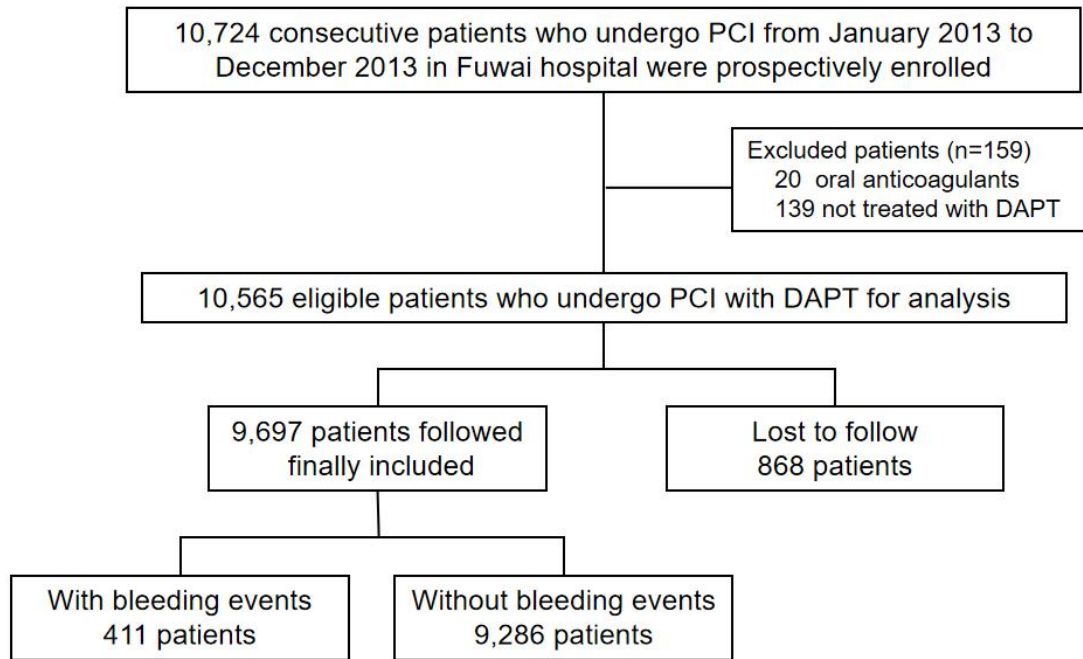 10,724 consecutive patients who undergo PCI from January 2013 to
December 2013 in Fuwai hospital were prospectively enrolled
Excluded patients (n=159)
20 oral anticoagulants
139 not treated with DAPT
10,565 eligible patients who undergo PCI with DAPT for analysis
9,697 patients followed
finally included
Lost to follow
868 patients
With bleeding events
411 patients
Without bleeding events
9,286 patients